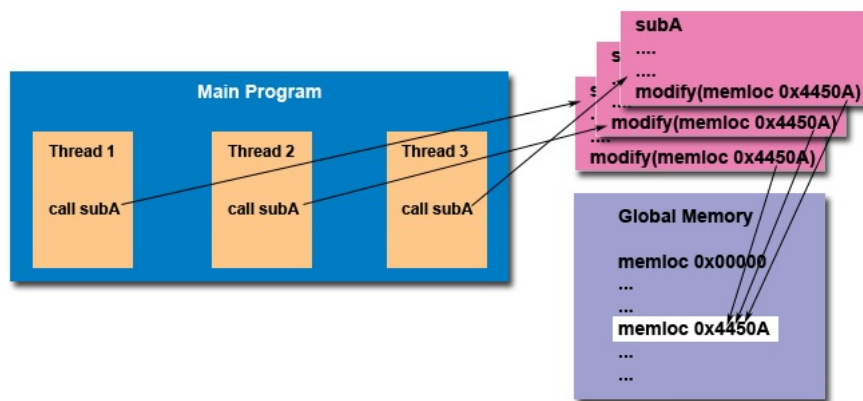 Main Program
Thread 1
call subA
Thread 2
call subA
Thread 3
call subA
subA
....
....
modify(memloc 0x4450A)
s
..
modify(memloc 0x4450A)
s
..
....
modify(memloc 0x4450A)
Global Memory
memloc 0x00000
...
...
memloc 0x4450A
...
...